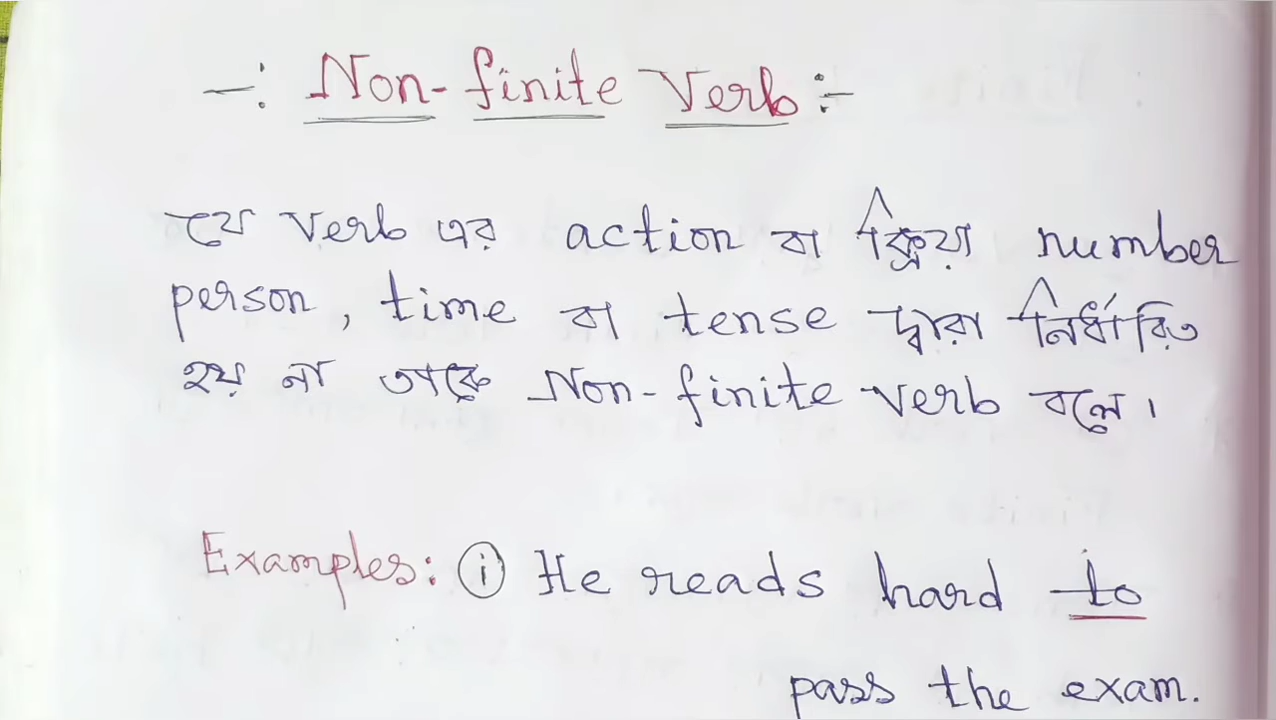 -: Non-finite Verb :-
যে verb এর action বা ক্রিয়া number
person, time বা tense দ্বারা নির্ধারিত
হয় না তাকে Non-finite verb বলে।
Examples: (i) He reads hard to
pass the exam.